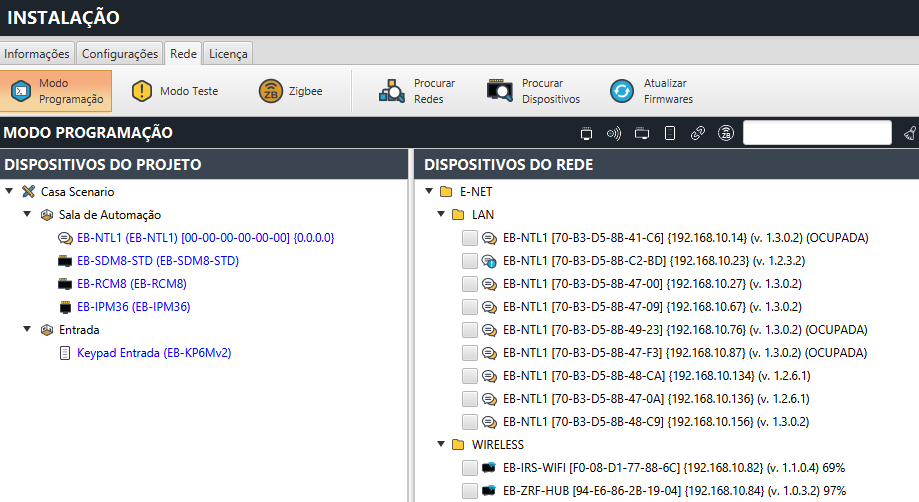 INSTALAÇÃO
Informações Configurações Rede Licença
Modo Programação Modo Teste Zigbee Procurar Redes Procurar Dispositivos Atualizar Firmwares
MODO PROGRAMAÇÃO
DISPOSITIVOS DO PROJETO
Casa Scenario
Sala de Automação
EB-NTL1 (EB-NTL1) [00-00-00-00-00-00] {0.0.0.0}
EB-SDM8-STD (EB-SDM8-STD)
EB-RCM8 (EB-RCM8)
EB-IPM36 (EB-IPM36)
Entrada
Keypad Entrada (EB-KP6Mv2)
DISPOSITIVOS DO REDE
E-NET
LAN
EB-NTL1 [70-B3-D5-8B-41-C6] {192.168.10.14} (v. 1.3.0.2) (OCUPADA)
EB-NTL1 [70-B3-D5-8B-C2-BD] {192.168.10.23} (v. 1.2.3.2)
EB-NTL1 [70-B3-D5-8B-47-00] {192.168.10.27} (v. 1.3.0.2)
EB-NTL1 [70-B3-D5-8B-47-09] {192.168.10.67} (v. 1.3.0.2)
EB-NTL1 [70-B3-D5-8B-49-23] {192.168.10.76} (v. 1.3.0.2) (OCUPADA)
EB-NTL1 [70-B3-D5-8B-47-F3] {192.168.10.87} (v. 1.3.0.2) (OCUPADA)
EB-NTL1 [70-B3-D5-8B-48-CA] {192.168.10.134} (v. 1.2.6.1)
EB-NTL1 [70-B3-D5-8B-47-0A] {192.168.10.136} (v. 1.2.6.1)
EB-NTL1 [70-B3-D5-8B-48-C9] {192.168.10.156} (v. 1.3.0.2)
WIRELESS
EB-IRS-WIFI [F0-08-D1-77-88-6C] {192.168.10.82} (v. 1.1.0.4) 69%
EB-ZRF-HUB [94-E6-86-2B-19-04] {192.168.10.84} (v. 1.0.3.2) 97%